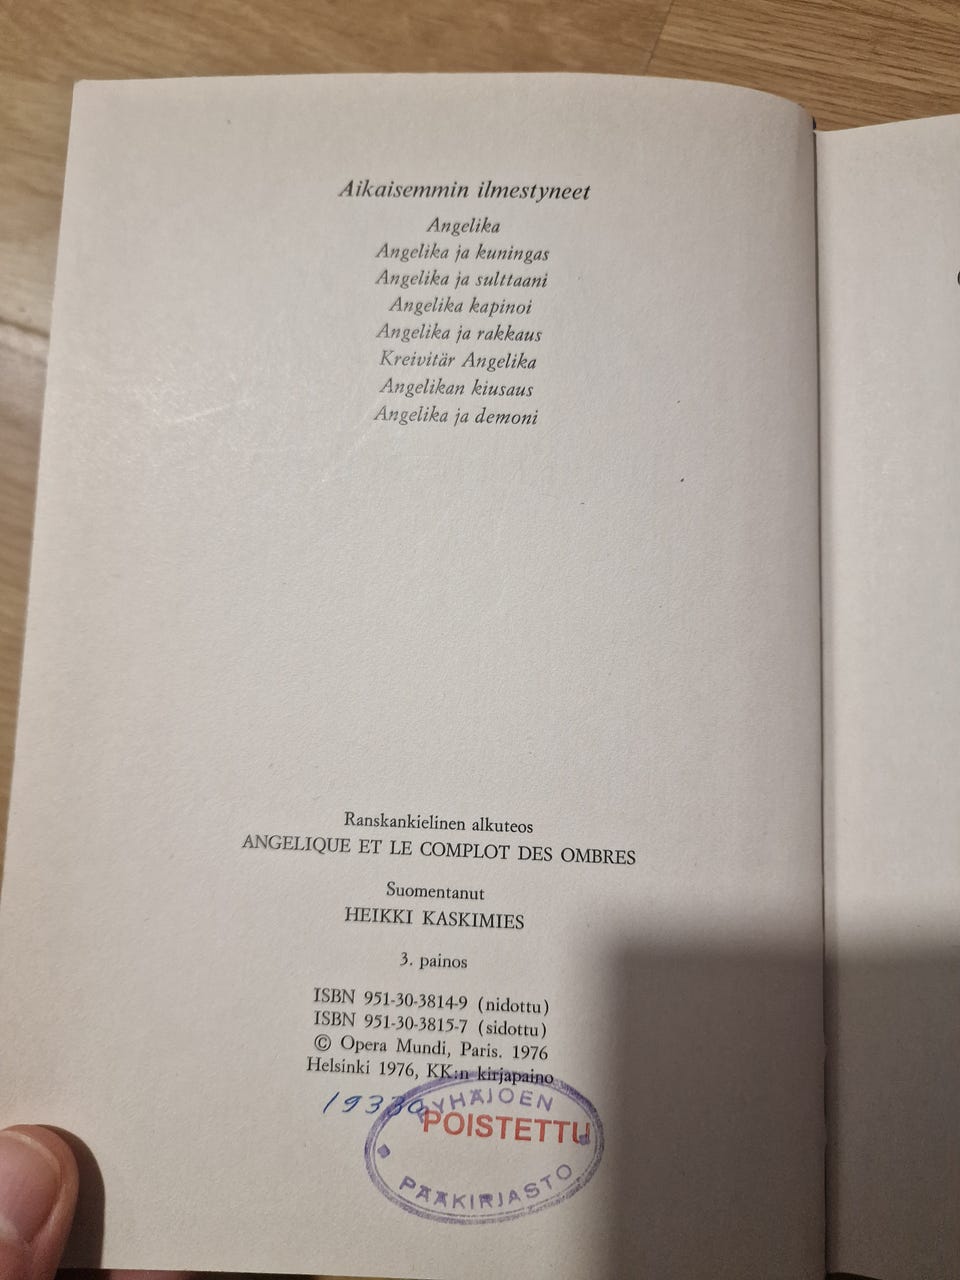 Aikaisemmin ilmestyneet
Angelika
Angelika ja kuningas
Angelika ja sulttaani
Angelika kapinoi
Angelika ja rakkaus
Kreivitär Angelika
Angelikan kiusaus
Angelika ja demoni
Ranskankielinen alkuteos
ANGELIQUE ET LE COMPLOT DES OMBRES
Suomentanut
HEIKKI KASKIMIES
3. painos
ISBN 951-30-3814-9 (nidottu)
ISBN 951-30-3815-7 (sidottu)
© Opera Mundi, Paris. 1976
Helsinki 1976, KK:n kirjapaino
19330
PYHÄJOEN
POISTETTU
PÄÄKIRJASTO